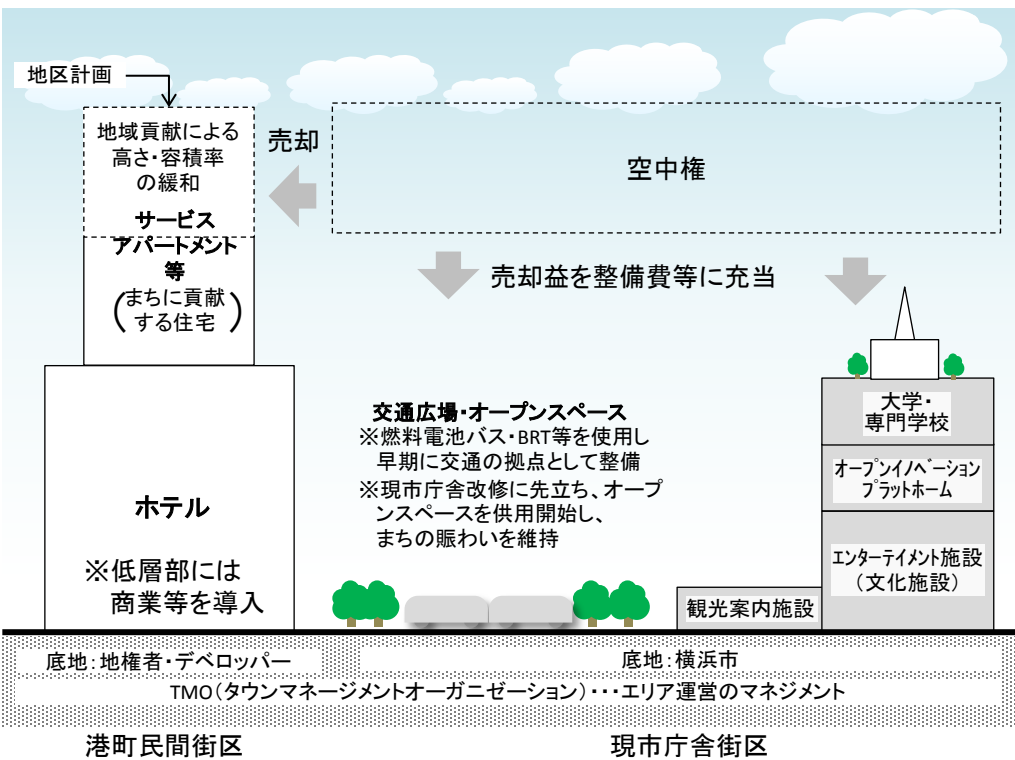 地区計画
地域貢献による
高さ・容積率
の緩和
サービス
アパートメント
等
(まちに貢献
する住宅)
売却
空中権
売却益を整備費等に充当
ホテル
※低層部には
商業等を導入
交通広場・オープンスペース
※燃料電池バス・BRT等を使用し
早期に交通の拠点として整備
※現市庁舎改修に先立ち、オープ
ンスペースを供用開始し、
まちの賑わいを維持
大学・
専門学校
オープンイノベーション
プラットホーム
エンターテイメント施設
(文化施設)
観光案内施設
底地:地権者・デベロッパー
底地:横浜市
TMO(タウンマネージメントオーガニゼーション)・・・エリア運営のマネジメント
港町民間街区
現市庁舎街区